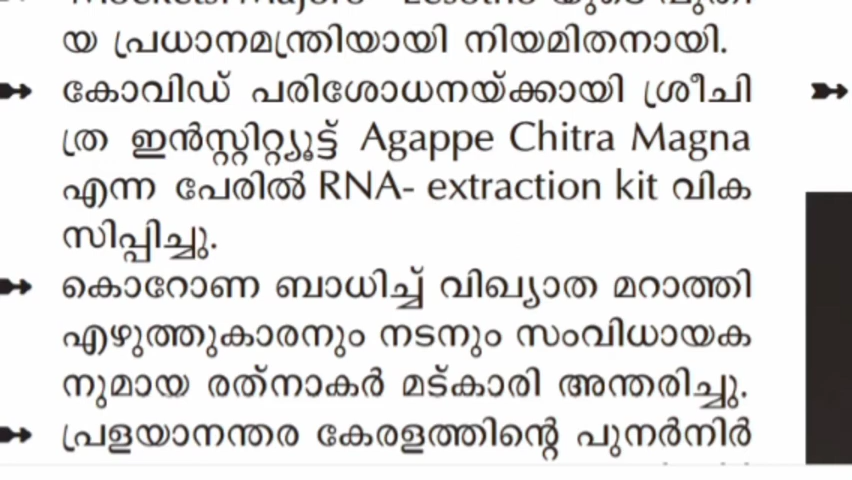 യ പ്രധാനമന്ത്രിയായി നിയമിതനായി.
കോവിഡ് പരിശോധനയ്ക്കായി ശ്രീചി
ത്ര ഇൻസ്റ്റിറ്റ്യൂട്ട് Agappe Chitra Magna
എന്ന പേരിൽ RNA- extraction kit വിക
സിപ്പിച്ചു.
കൊറോണ ബാധിച്ച് വിഖ്യാത മറാത്തി
എഴുത്തുകാരനും നടനും സംവിധായക
നുമായ രത്‌നാകർ മട്കാരി അന്തരിച്ചു.
പ്രളയാനന്തര കേരളത്തിന്റെ പുനർനിർ